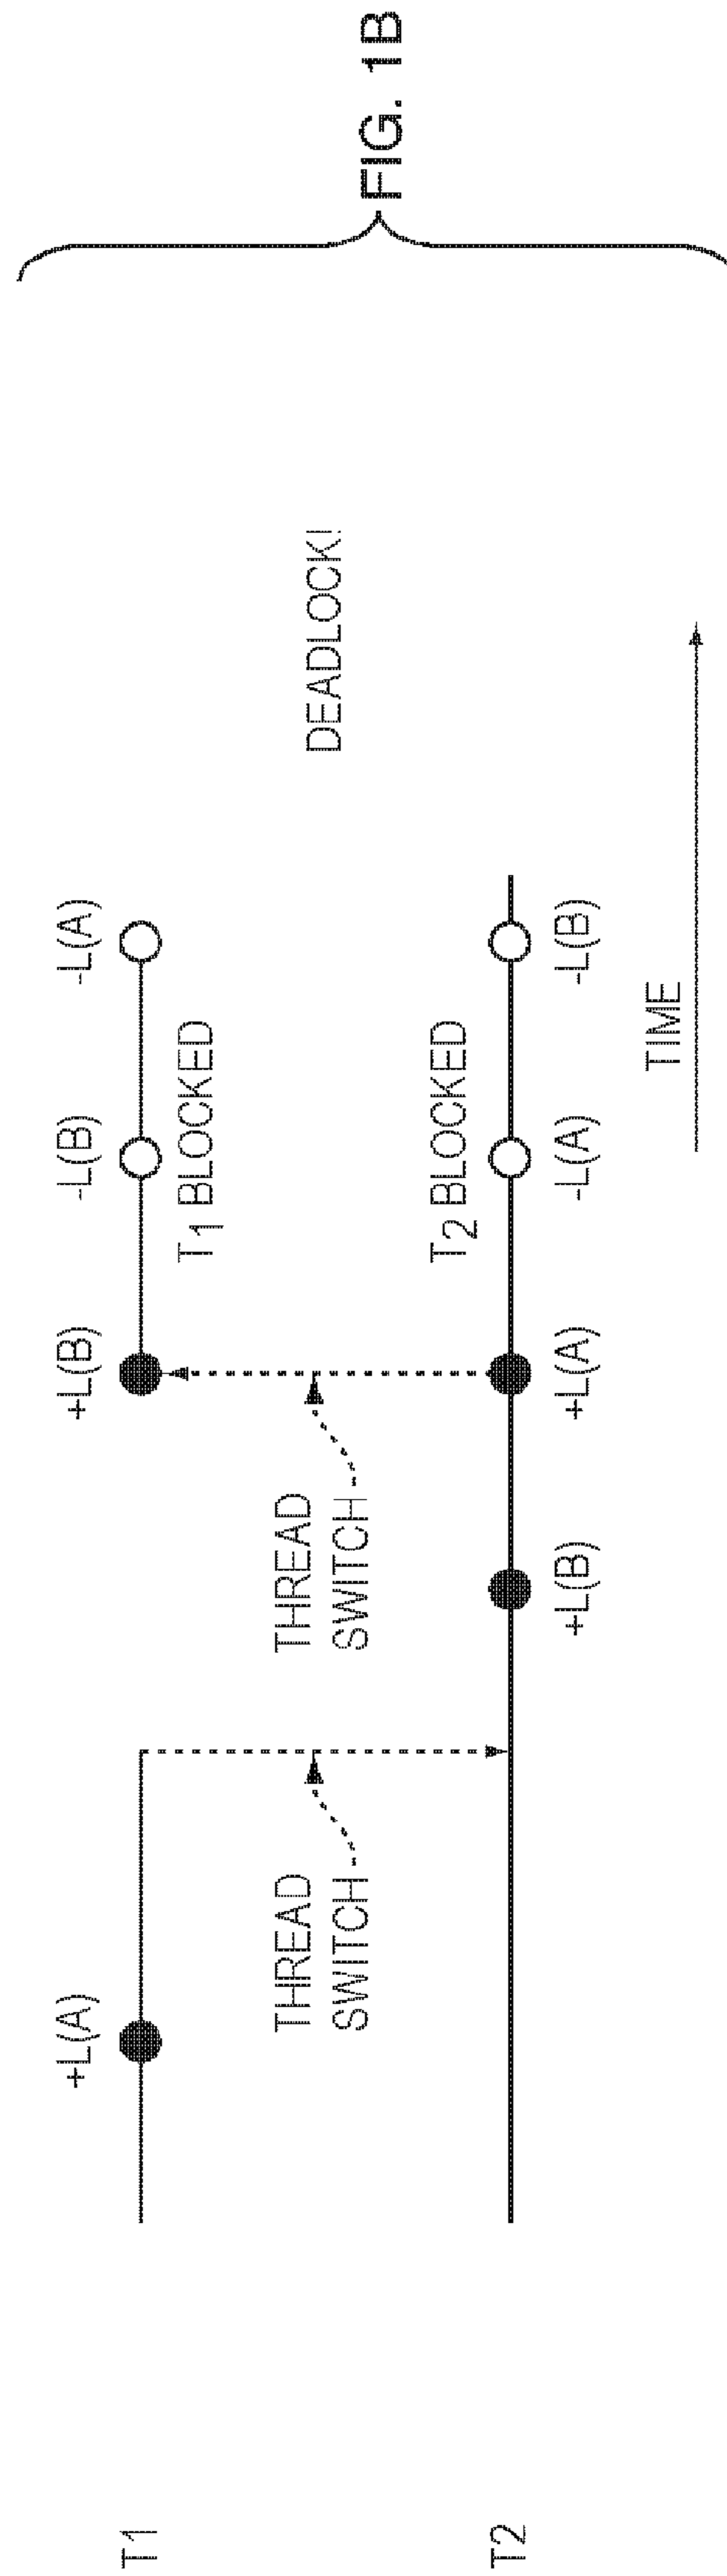 T1
+L(A)
+L(B)
-L(B)
-L(A)
T1 BLOCKED
THREAD
SWITCH
THREAD
SWITCH
DEADLOCK!
T2 BLOCKED
T2
+L(B)
+L(A)
-L(A)
-L(B)
TIME
FIG. 1B